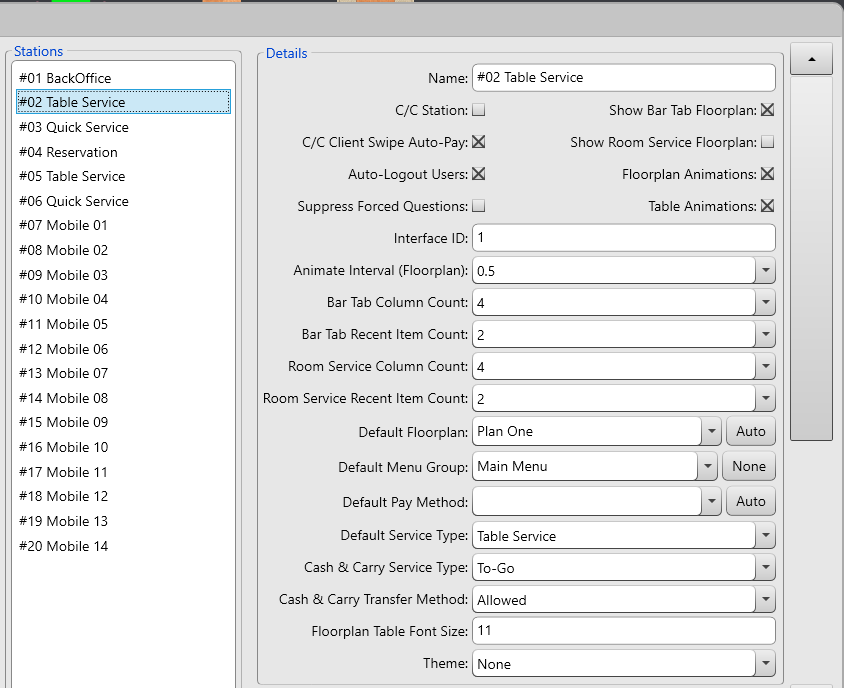 Stations
#01 BackOffice
#02 Table Service
#03 Quick Service
#04 Reservation
#05 Table Service
#06 Quick Service
#07 Mobile 01
#08 Mobile 02
#09 Mobile 03
#10 Mobile 04
#11 Mobile 05
#12 Mobile 06
#13 Mobile 07
#14 Mobile 08
#15 Mobile 09
#16 Mobile 10
#17 Mobile 11
#18 Mobile 12
#19 Mobile 13
#20 Mobile 14
Details
Name: #02 Table Service
C/C Station: Show Bar Tab Floorplan:
C/C Client Swipe Auto-Pay: Show Room Service Floorplan:
Auto-Logout Users: Floorplan Animations:
Suppress Forced Questions: Table Animations:
Interface ID: 1
Animate Interval (Floorplan): 0.5
Bar Tab Column Count: 4
Bar Tab Recent Item Count: 2
Room Service Column Count: 4
Room Service Recent Item Count: 2
Default Floorplan: Plan One Auto
Default Menu Group: Main Menu None
Default Pay Method: Auto
Default Service Type: Table Service
Cash & Carry Service Type: To-Go
Cash & Carry Transfer Method: Allowed
Floorplan Table Font Size: 11
Theme: None